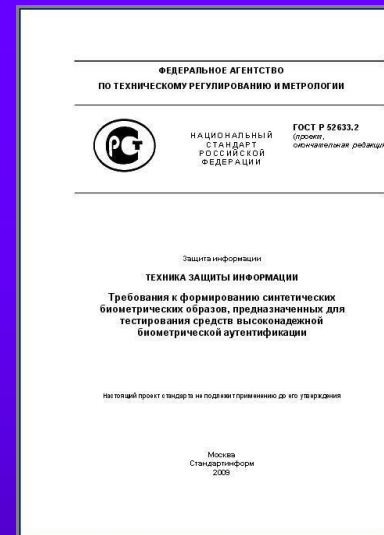 ФЕДЕРАЛЬНОЕ АГЕНТСТВО
ПО ТЕХНИЧЕСКОМУ РЕГУЛИРОВАНИЮ И МЕТРОЛОГИИ
РСТ
НАЦИОНАЛЬНЫЙ
СТАНДАРТ
РОССИЙСКОЙ
ФЕДЕРАЦИИ
ГОСТ Р 52633.2
(проект,
окончательная редакция
Защита информации
ТЕХНИКА ЗАЩИТЫ ИНФОРМАЦИИ
Требования к формированию синтетических
биометрических образов, предназначенных для
тестирования средств высоконадежной
биометрической аутентификации
Настоящий проект стандарта не подлежит применению до его утверждения
Москва
Стандартинформ
2009